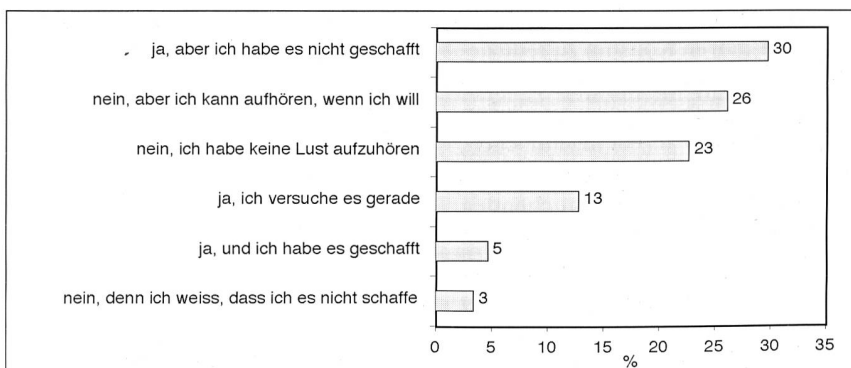 ja, aber ich habe es nicht geschafft 30
nein, aber ich kann aufhören, wenn ich will 26
nein, ich habe keine Lust aufzuhören 23
ja, ich versuche es gerade 13
ja, und ich habe es geschafft 5
nein, denn ich weiss, dass ich es nicht schaffe 3
0 5 10 15 20 25 30 35
%